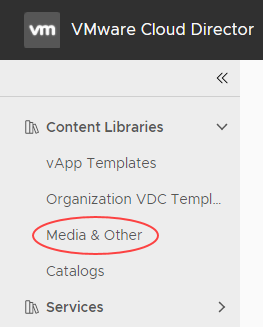 vm VMware Cloud Director
Content Libraries
vApp Templates
Organization VDC Templ...
Media & Other
Catalogs
Services